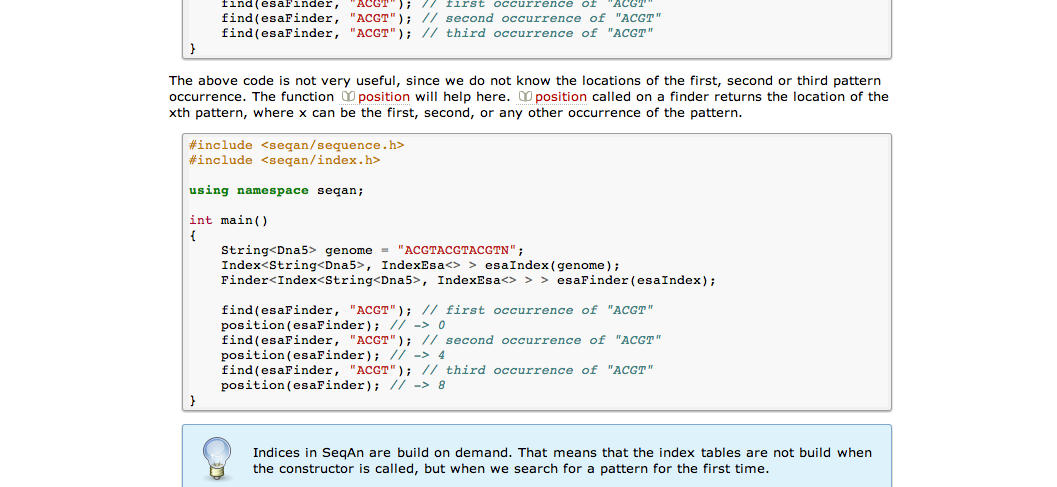 find(esaFinder, "ACGT"); // first occurrence of "ACGT"
find(esaFinder, "ACGT"); // second occurrence of "ACGT"
find(esaFinder, "ACGT"); // third occurrence of "ACGT"
}
The above code is not very useful, since we do not know the locations of the first, second or third pattern
occurrence. The function position will help here. position called on a finder returns the location of the
xth pattern, where x can be the first, second, or any other occurrence of the pattern.
#include <seqan/sequence.h>
#include <seqan/index.h>
using namespace seqan;
int main()
{
String<Dna5> genome = "ACGTACGTACGTN";
Index<String<Dna5>, IndexEsa<> > esaIndex(genome);
Finder<Index<String<Dna5>, IndexEsa<> > > esaFinder(esaIndex);
find(esaFinder, "ACGT"); // first occurrence of "ACGT"
position(esaFinder); // -> 0
find(esaFinder, "ACGT"); // second occurrence of "ACGT"
position(esaFinder); // -> 4
find(esaFinder, "ACGT"); // third occurrence of "ACGT"
position(esaFinder); // -> 8
}
Indices in SeqAn are build on demand. That means that the index tables are not build when
the constructor is called, but when we search for a pattern for the first time.